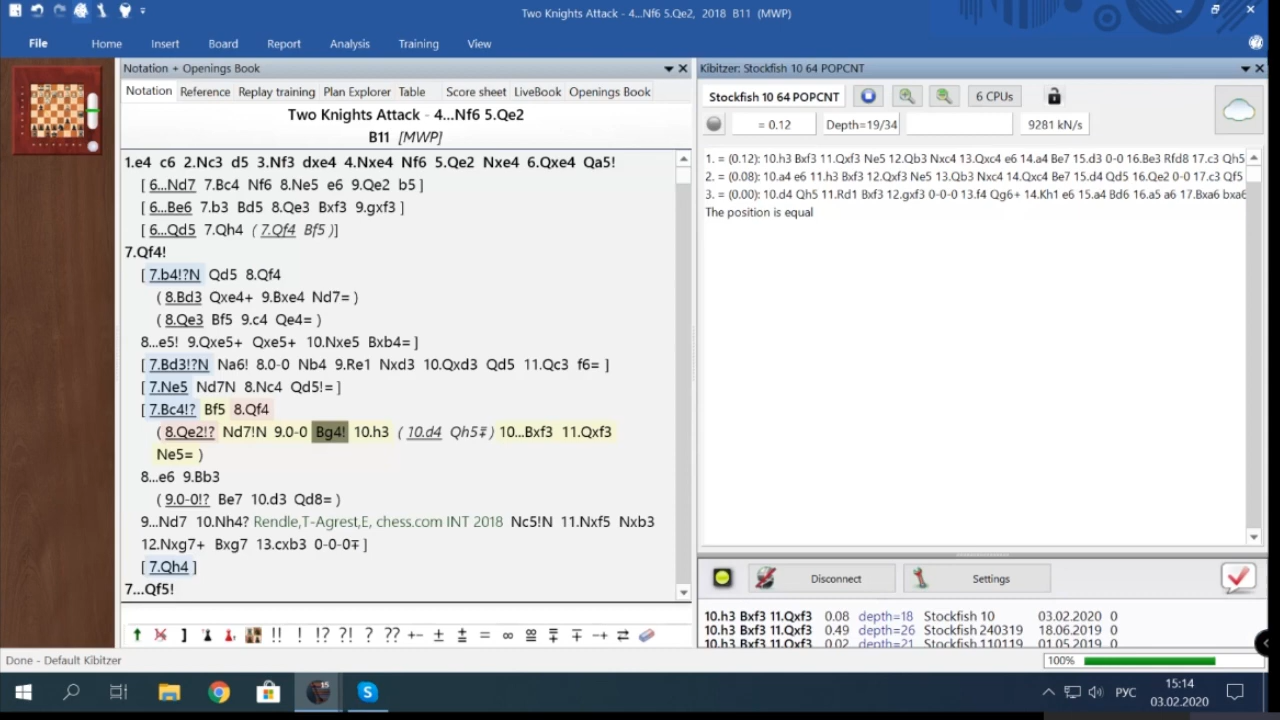 Two Knights Attack - 4...Nf6 5.Qe2, 2018 B11 (MWP)
File Home Insert Board Report Analysis Training View
Notation + Openings Book
Notation Reference Replay training Plan Explorer Table Score sheet LiveBook Openings Book
Two Knights Attack - 4...Nf6 5.Qe2
B11 [MWP]
1.e4 c6 2.Nc3 d5 3.Nf3 dxe4 4.Nxe4 Nf6 5.Qe2 Nxe4 6.Qxe4 Qa5!
[ 6...Nd7 7.Bc4 Nf6 8.Ne5 e6 9.Qe2 b5 ]
[ 6...Be6 7.b3 Bd5 8.Qe3 Bxf3 9.gxf3 ]
[ 6...Qd5 7.Qh4 ( 7.Qf4 Bf5 )]
7.Qf4!
[ 7.b4!?N Qd5 8.Qf4
( 8.Bd3 Qxe4+ 9.Bxe4 Nd7= )
( 8.Qe3 Bf5 9.c4 Qe4= )
8...e5! 9.Qxe5+ Qxe5+ 10.Nxe5 Bxb4= ]
[ 7.Bd3!?N Na6! 8.0-0 Nb4 9.Re1 Nxd3 10.Qxd3 Qd5 11.Qc3 f6= ]
[ 7.Ne5 Nd7N 8.Nc4 Qd5!= ]
[ 7.Bc4!? Bf5 8.Qf4
( 8.Qe2!? Nd7!N 9.0-0 Bg4! 10.h3 ( 10.d4 Qh5∓ ) 10...Bxf3 11.Qxf3
Ne5= )
8...e6 9.Bb3
( 9.0-0!? Be7 10.d3 Qd8= )
9...Nd7 10.Nh4? Rendle,T-Agrest,E, chess.com INT 2018 Nc5!N 11.Nxf5 Nxb3
12.Nxg7+ Bxg7 13.cxb3 0-0-0∓ ]
[ 7.Qh4 ]
7...Qf5!
] !! ! !? ?! ? ?? +- ± ⩲ = ∞ ⩱ ∓ -+ ⇄
Kibitzer: Stockfish 10 64 POPCNT
Stockfish 10 64 POPCNT 6 CPUs
= 0.12 Depth=19/34 9281 kN/s
1. = (0.12): 10.h3 Bxf3 11.Qxf3 Ne5 12.Qb3 Nxc4 13.Qxc4 e6 14.a4 Be7 15.d3 0-0 16.Be3 Rfd8 17.c3 Qh5
2. = (0.08): 10.a4 e6 11.h3 Bxf3 12.Qxf3 Ne5 13.Qb3 Nxc4 14.Qxc4 Be7 15.d4 Qd5 16.Qe2 0-0 17.c3 Qf5
3. = (0.00): 10.d4 Qh5 11.Rd1 Bxf3 12.gxf3 0-0-0 13.f4 Qg6+ 14.Kh1 e6 15.a4 Bd6 16.a5 a6 17.Bxa6 bxa6
The position is equal
Disconnect Settings
10.h3 Bxf3 11.Qxf3 0.08 depth=18 Stockfish 10 03.02.2020 0
10.h3 Bxf3 11.Qxf3 0.49 depth=26 Stockfish 240319 18.06.2019 0
10.h3 Bxf3 11.Qxf3 0.02 depth=21 Stockfish 110119 01.05.2019 0
Done - Default Kibitzer
100%
15
РУС
15:14
03.02.2020